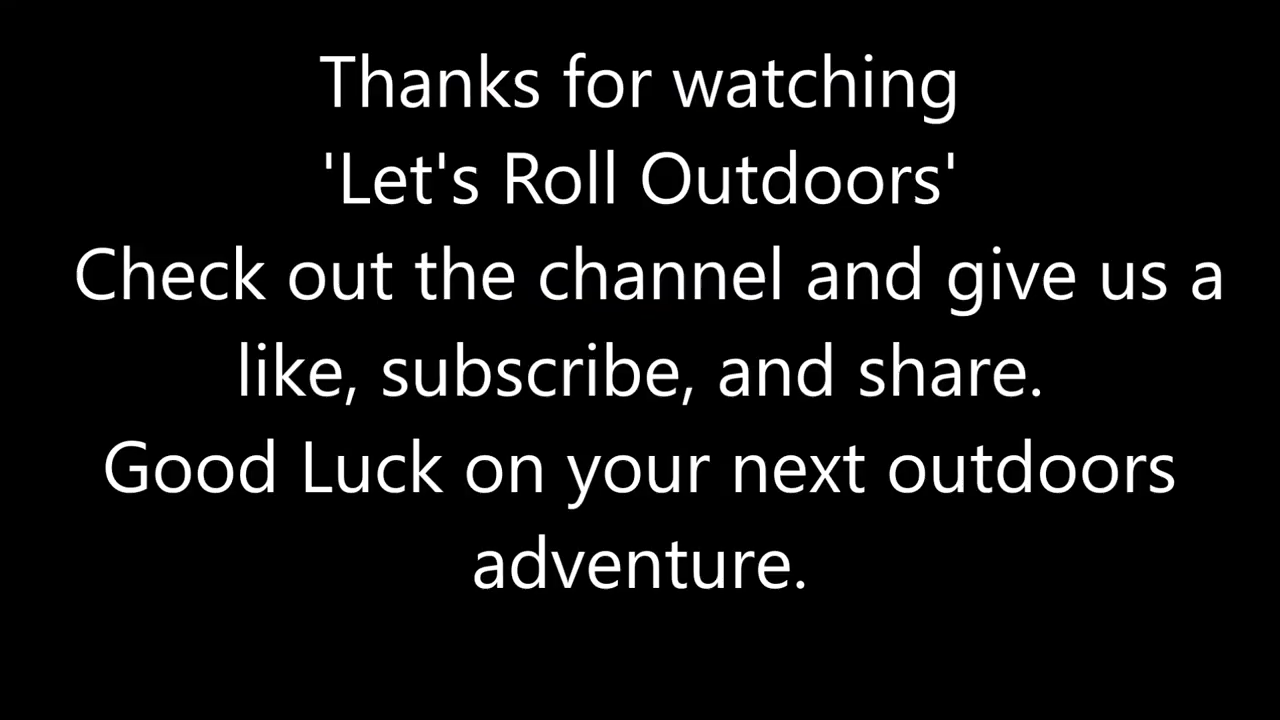 Thanks for watching
'Let's Roll Outdoors'
Check out the channel and give us a
like, subscribe, and share.
Good Luck on your next outdoors
adventure.